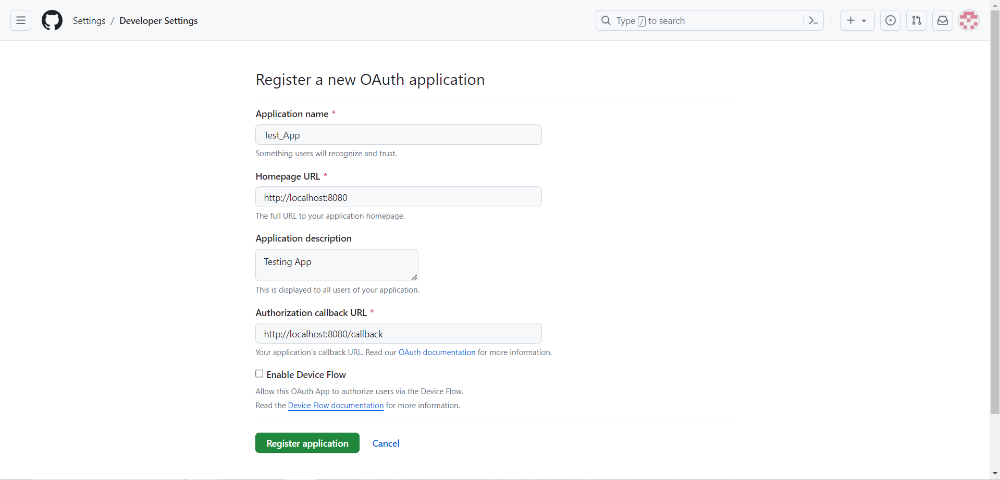 Settings / Developer Settings
Type / to search
Register a new OAuth application
Application name *
Test_App
Something users will recognize and trust.
Homepage URL *
http://localhost:8080
The full URL to your application homepage.
Application description
Testing App
This is displayed to all users of your application.
Authorization callback URL *
http://localhost:8080/callback
Your application’s callback URL. Read our OAuth documentation for more information.
Enable Device Flow
Allow this OAuth App to authorize users via the Device Flow.
Read the Device Flow documentation for more information.
Register application Cancel